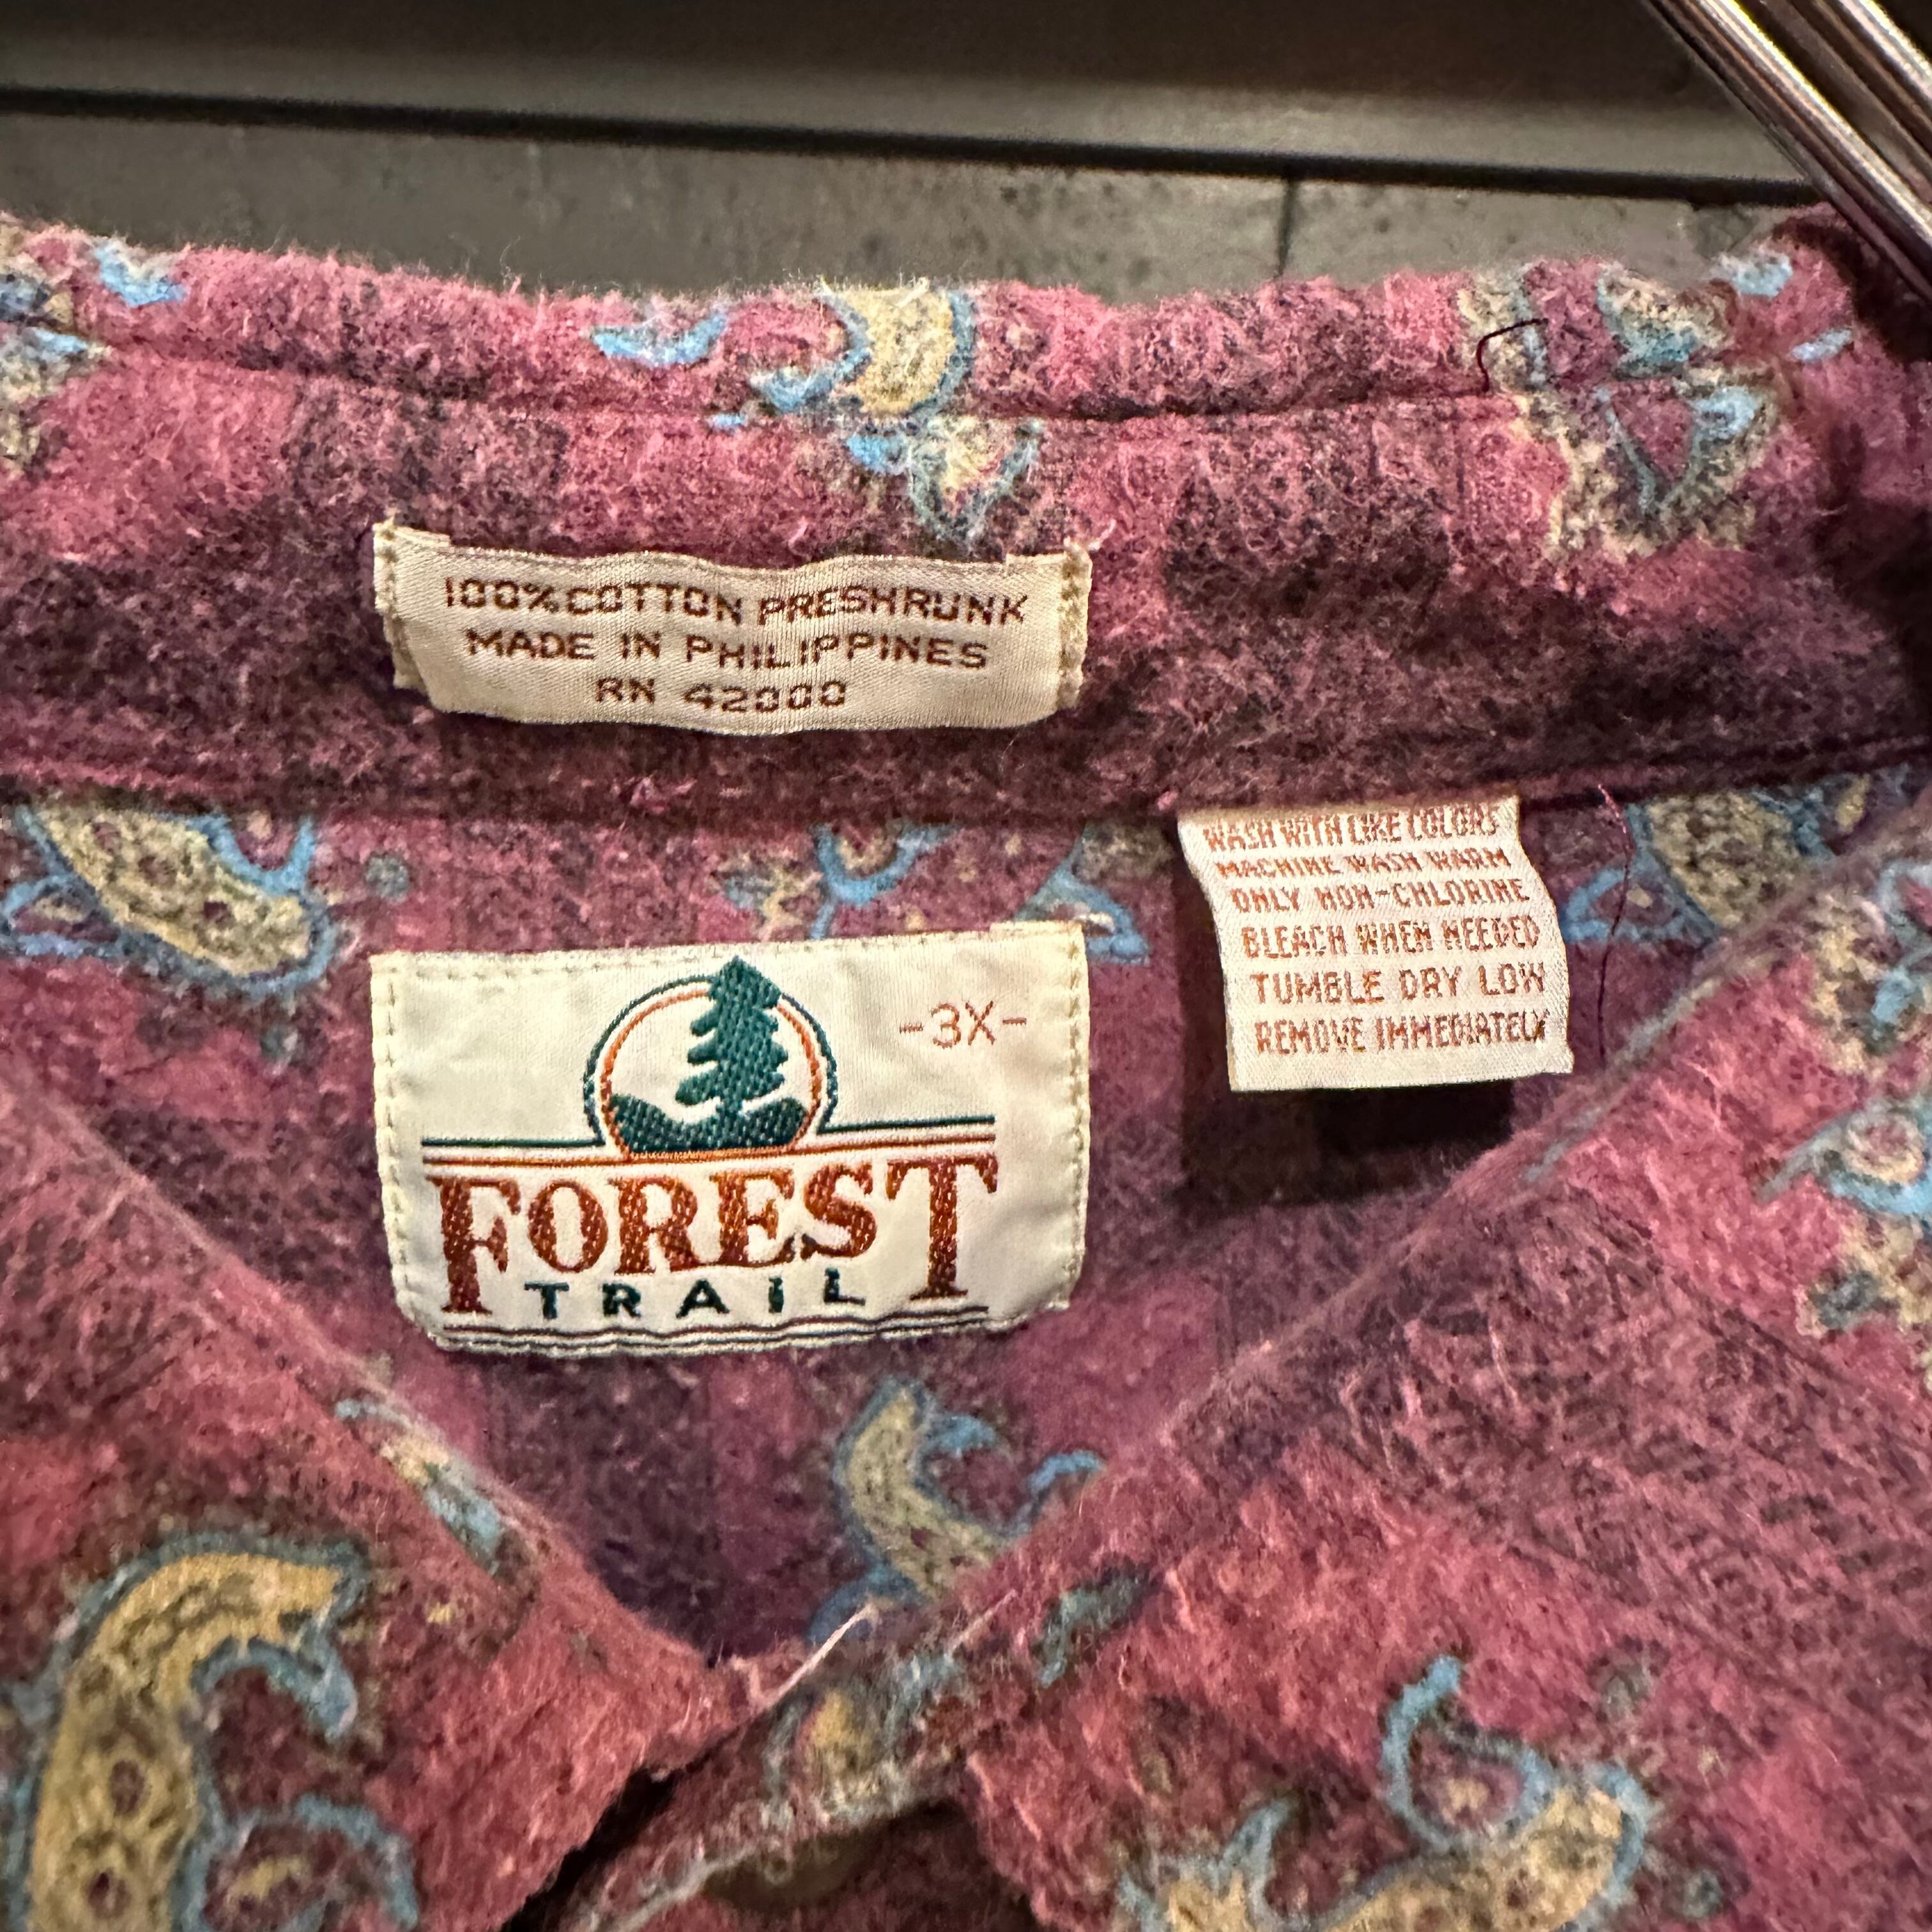 100% COTTON PRESHRUNK
MADE IN PHILIPPINES
RN 42000
WASH WITH LIKE COLORS
MACHINE WASH WARM
ONLY NON-CHLORINE
BLEACH WHEN NEEDED
TUMBLE DRY LOW
REMOVE IMMEDIATELY
-3X-
FOREST
TRAIL